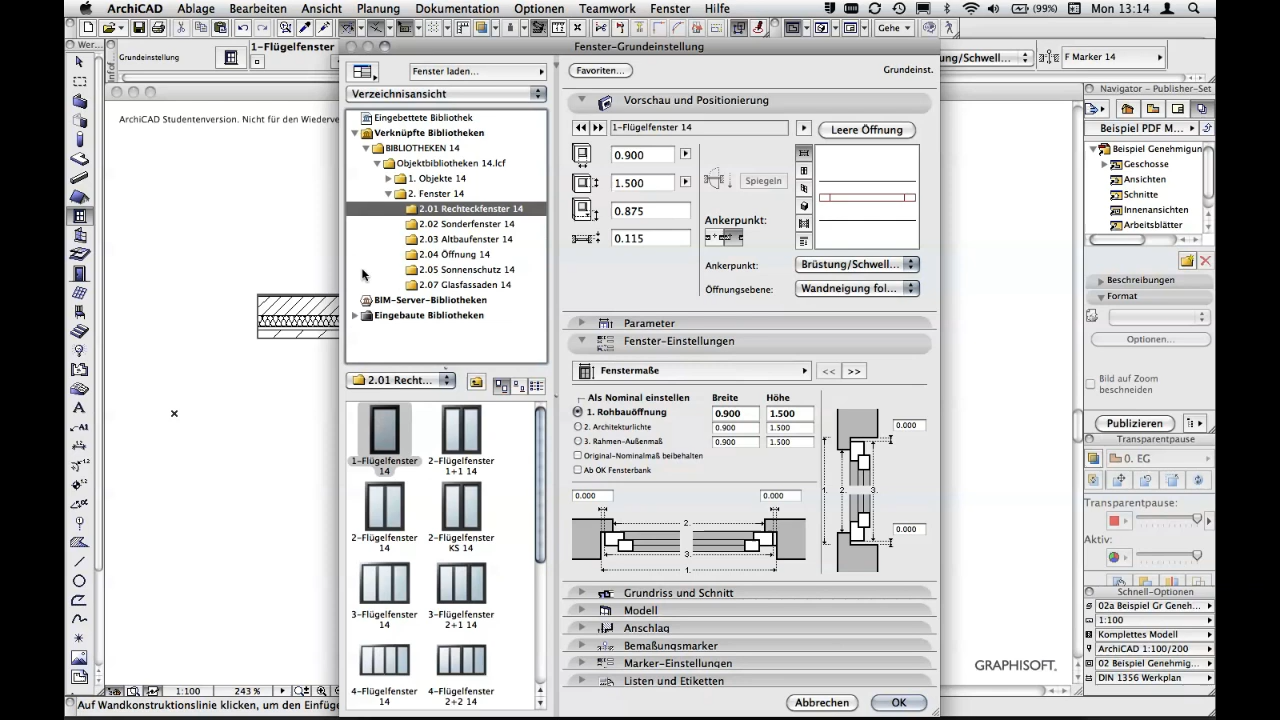 ArchiCAD Ablage Bearbeiten Ansicht Planung Dokumentation Optionen Teamwork Fenster Hilfe (99%) Mon 13:14
Gehe
Wer...
Infof...
Fenster-Grundeinstellung
Grundeinstellung
1-Flügelfenster
ung/Schwell...
F Marker 14
Fenster laden...
Favoriten...
Grundeinst.
Verzeichnisansicht
Vorschau und Positionierung
ArchiCAD Studentenversion. Nicht für den Wiederve
Eingebettete Bibliothek
Verknüpfte Bibliotheken
BIBLIOTHEKEN 14
Objektbibliotheken 14.lcf
1. Objekte 14
2. Fenster 14
2.01 Rechteckfenster 14
2.02 Sonderfenster 14
2.03 Altbaufenster 14
2.04 Öffnung 14
2.05 Sonnenschutz 14
2.07 Glasfassaden 14
BIM-Server-Bibliotheken
Eingebaute Bibliotheken
2.01 Recht...
1-Flügelfenster
14
2-Flügelfenster
1+1 14
2-Flügelfenster
14
2-Flügelfenster
KS 14
3-Flügelfenster
14
3-Flügelfenster
2+1 14
4-Flügelfenster
14
4-Flügelfenster
2+2 14
1-Flügelfenster 14
Leere Öffnung
0.900
1.500
0.875
0.115
Spiegeln
Ankerpunkt:
Ankerpunkt:
Brüstung/Schwell...
Öffnungsebene:
Wandneigung fol...
Parameter
Fenster-Einstellungen
Fenstermaße
<< >>
Als Nominal einstellen Breite Höhe
1. Rohbauöffnung 0.900 1.500
2. Architekturlichte 0.900 1.500
3. Rahmen-Außenmaß 0.900 1.500
Original-Nominalmaß beibehalten
Ab OK Fensterbank
0.000 0.000
2.
3.
1.
0.000
1. 2. 3.
0.000
Grundriss und Schnitt
Modell
Anschlag
Bemaßungsmarker
Marker-Einstellungen
Listen und Etiketten
Abbrechen
OK
Navigator - Publisher-Set
Beispiel PDF M...
Beispiel Genehmigun
Geschosse
Ansichten
Schnitte
Innenansichten
Arbeitsblätter
Beschreibungen
Format
Optionen...
Bild auf Zoom
beschneiden
Publizieren
Transparentpause
0. EG
Transparentpause:
Aktiv:
Schnell-Optionen
02a Beispiel Gr Geneh...
1:100
Komplettes Modell
ArchiCAD 1:100/200
02 Beispiel Genehmig...
DIN 1356 Werkplan
GRAPHISOFT.
1:100
243 %
Auf Wandkonstruktionslinie klicken, um den Einfüge